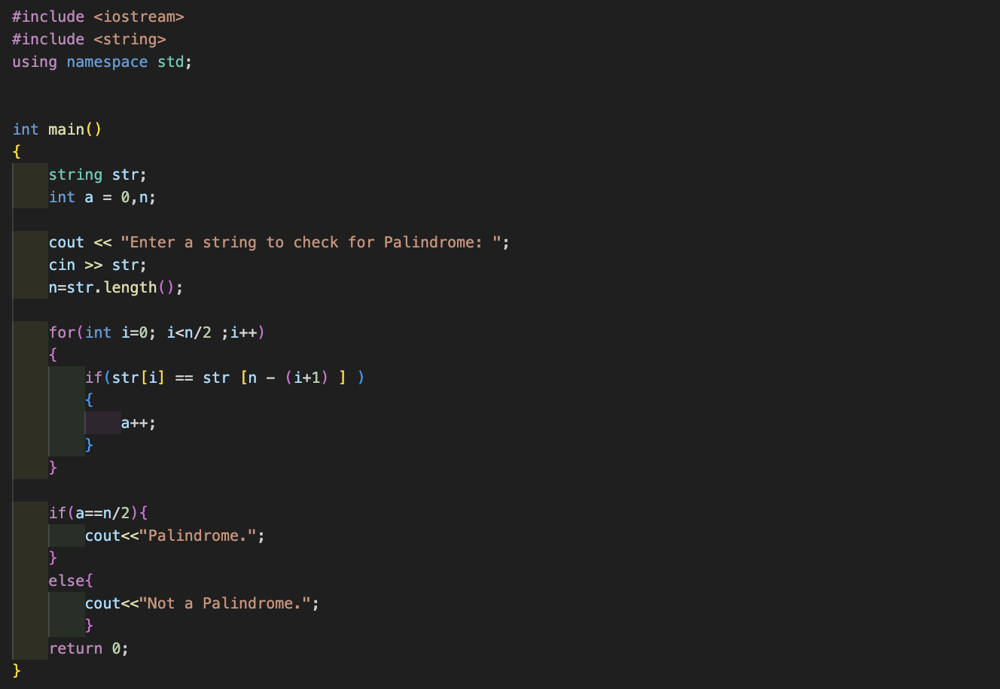 #include <iostream>
#include <string>
using namespace std;
int main()
{
    string str;
    int a = 0,n;
    cout << "Enter a string to check for Palindrome: ";
    cin >> str;
    n=str.length();
    for(int i=0; i<n/2 ;i++)
    {
        if(str[i] == str [n - (i+1) ] )
        {
            a++;
        }
    }
    if(a==n/2){
        cout<<"Palindrome.";
    }
    else{
        cout<<"Not a Palindrome.";
        }
    return 0;
}